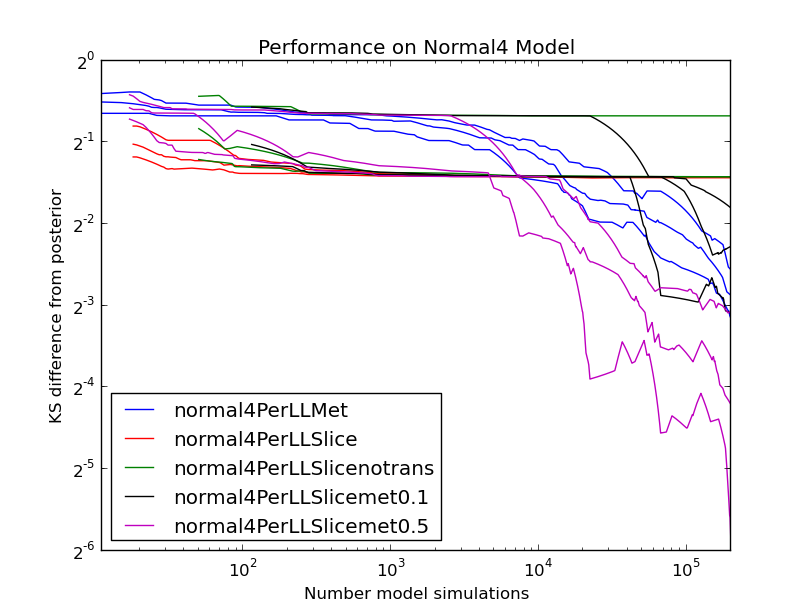 Performance on Normal4 Model
KS difference from posterior
2^0
2^-1
2^-2
2^-3
2^-4
2^-5
2^-6
normal4PerLLMet
normal4PerLLSlice
normal4PerLLSlicenotrans
normal4PerLLSlicemet0.1
normal4PerLLSlicemet0.5
10^2 10^3 10^4 10^5
Number model simulations